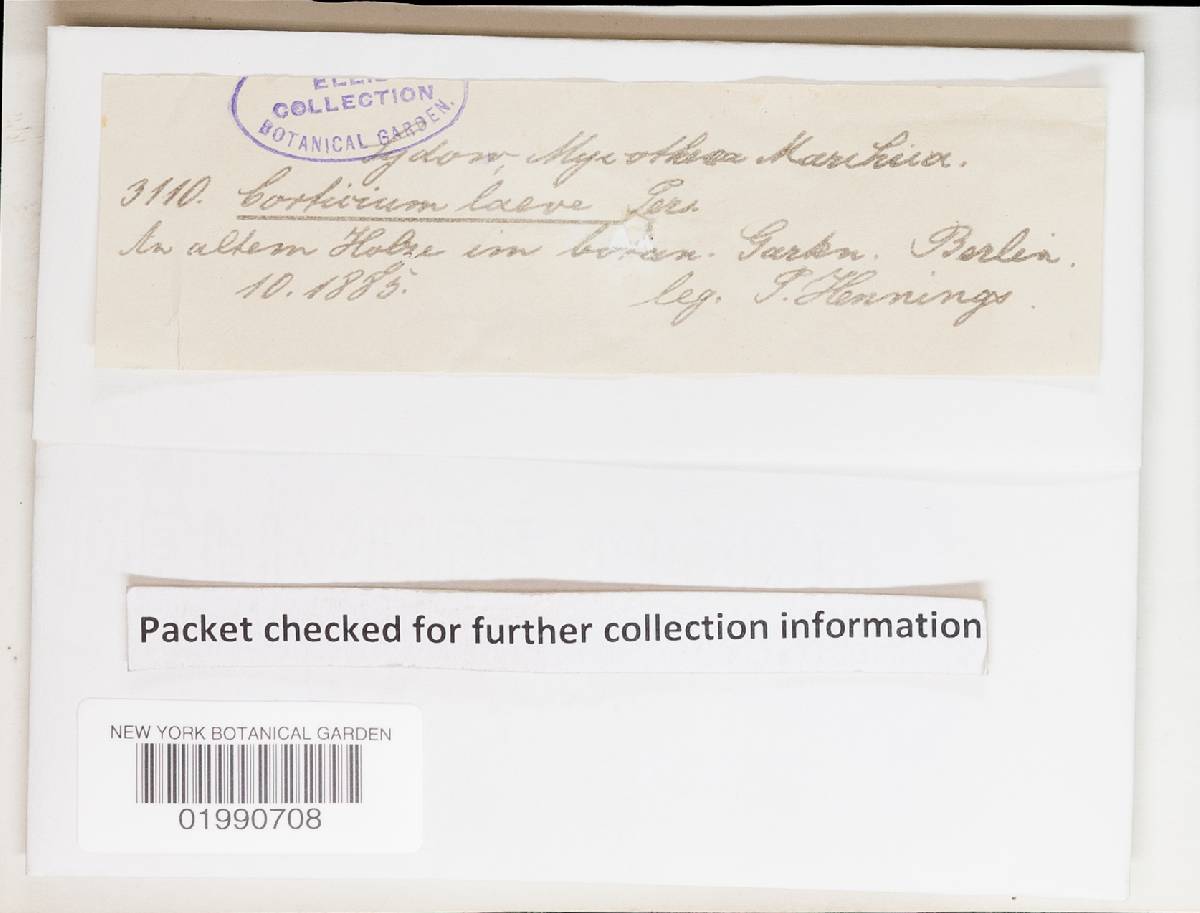 ELLIS
COLLECTION
BOTANICAL GARDEN.
Sydow, Mycotheca Marchica.
3110. Corticium laeve Pers.
An altem Holze im botan. Garten. Berlin.
10. 1885. leg. P. Hennings.
Packet checked for further collection information
NEW YORK BOTANICAL GARDEN
01990708